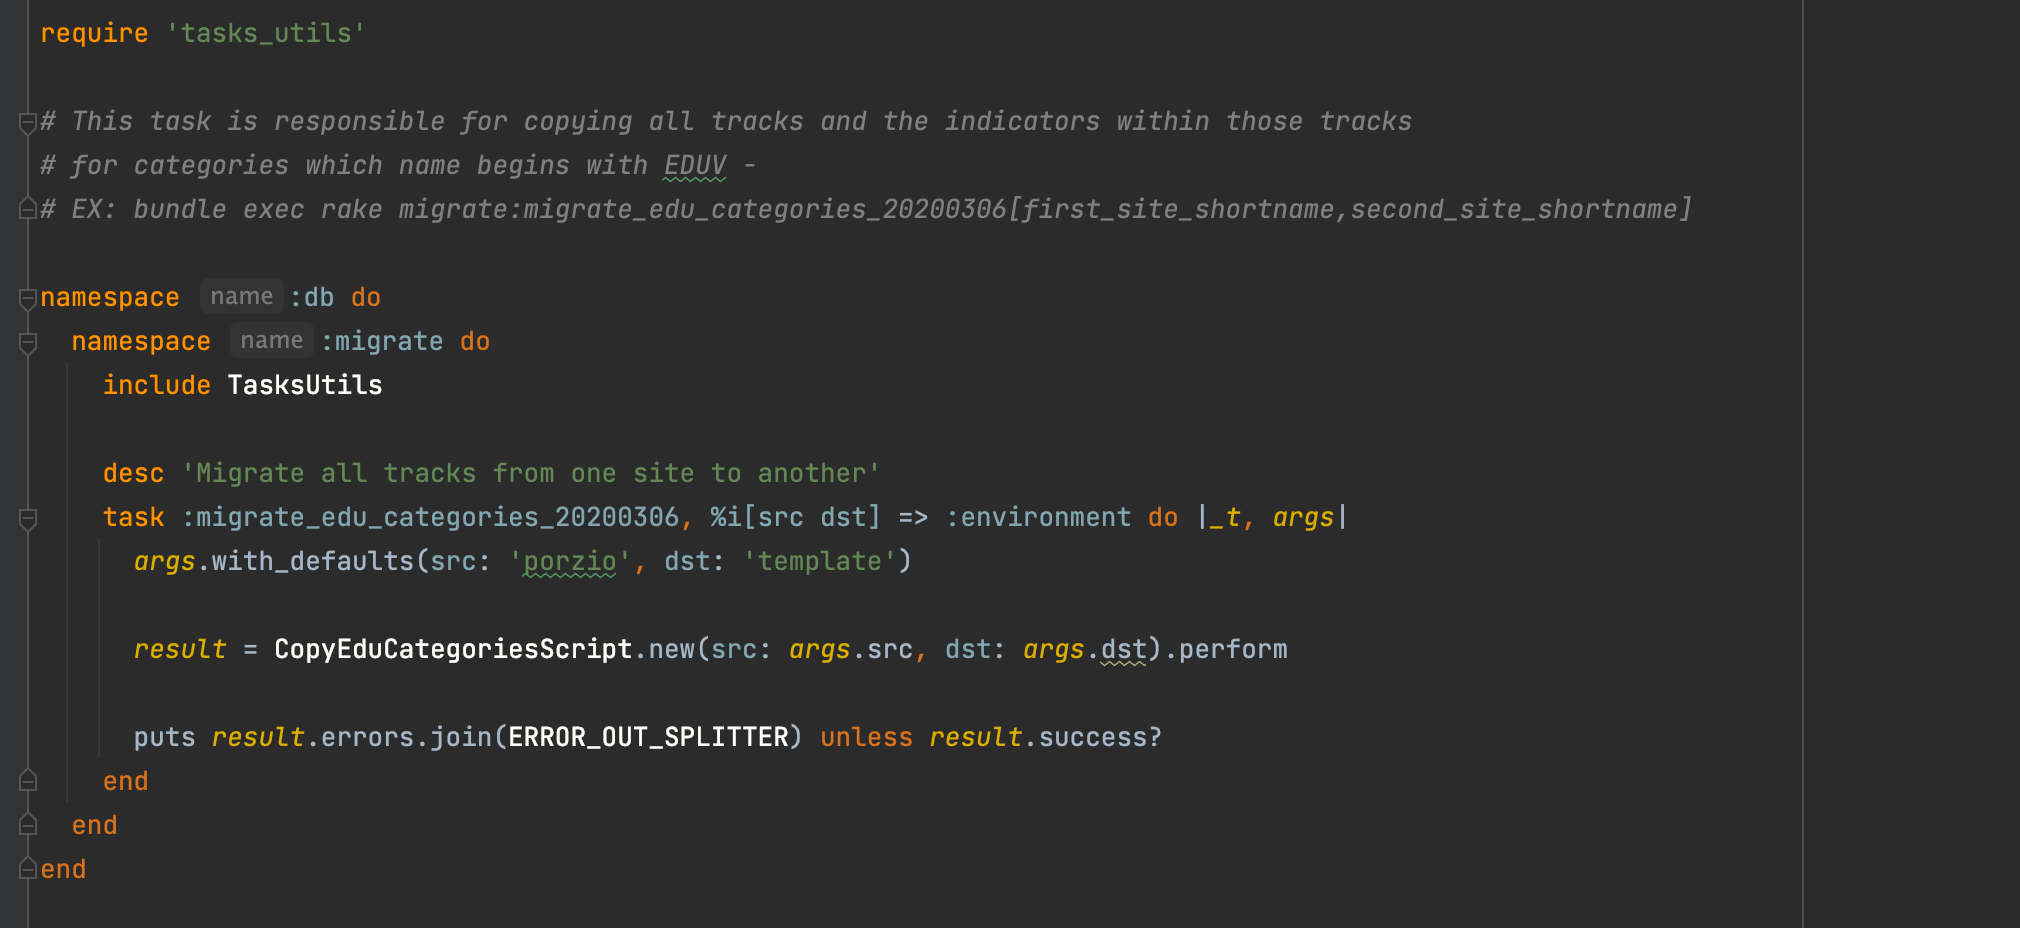 require 'tasks_utils'
# This task is responsible for copying all tracks and the indicators within those tracks
# for categories which name begins with EDUV -
# EX: bundle exec rake migrate:migrate_edu_categories_20200306[first_site_shortname,second_site_shortname]
namespace name :db do
namespace name :migrate do
include TasksUtils
desc 'Migrate all tracks from one site to another'
task :migrate_edu_categories_20200306, %i[src dst] => :environment do |_t, args|
args.with_defaults(src: 'porzio', dst: 'template')
result = CopyEduCategoriesScript.new(src: args.src, dst: args.dst).perform
puts result.errors.join(ERROR_OUT_SPLITTER) unless result.success?
end
end
end